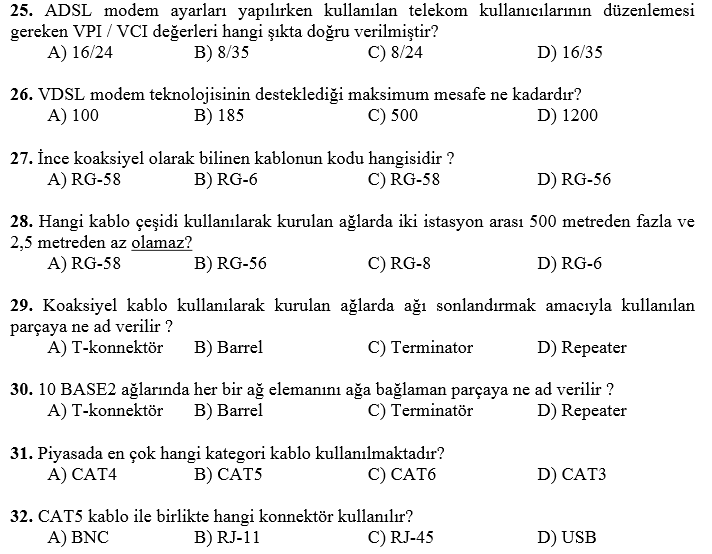 25. ADSL modem ayarları yapılırken kullanılan telekom kullanıcılarının düzenlemesi
gereken VPI / VCI değerleri hangi şıkta doğru verilmiştir?
A) 16/24 B) 8/35 C) 8/24 D) 16/35
26. VDSL modem teknolojisinin desteklediği maksimum mesafe ne kadardır?
A) 100 B) 185 C) 500 D) 1200
27. İnce koaksiyel olarak bilinen kablonun kodu hangisidir ?
A) RG-58 B) RG-6 C) RG-58 D) RG-56
28. Hangi kablo çeşidi kullanılarak kurulan ağlarda iki istasyon arası 500 metreden fazla ve
2,5 metreden az olamaz?
A) RG-58 B) RG-56 C) RG-8 D) RG-6
29. Koaksiyel kablo kullanılarak kurulan ağlarda ağı sonlandırmak amacıyla kullanılan
parçaya ne ad verilir ?
A) T-konnektör B) Barrel C) Terminator D) Repeater
30. 10 BASE2 ağlarında her bir ağ elemanını ağa bağlaman parçaya ne ad verilir ?
A) T-konnektör B) Barrel C) Terminatör D) Repeater
31. Piyasada en çok hangi kategori kablo kullanılmaktadır?
A) CAT4 B) CAT5 C) CAT6 D) CAT3
32. CAT5 kablo ile birlikte hangi konnektör kullanılır?
A) BNC B) RJ-11 C) RJ-45 D) USB